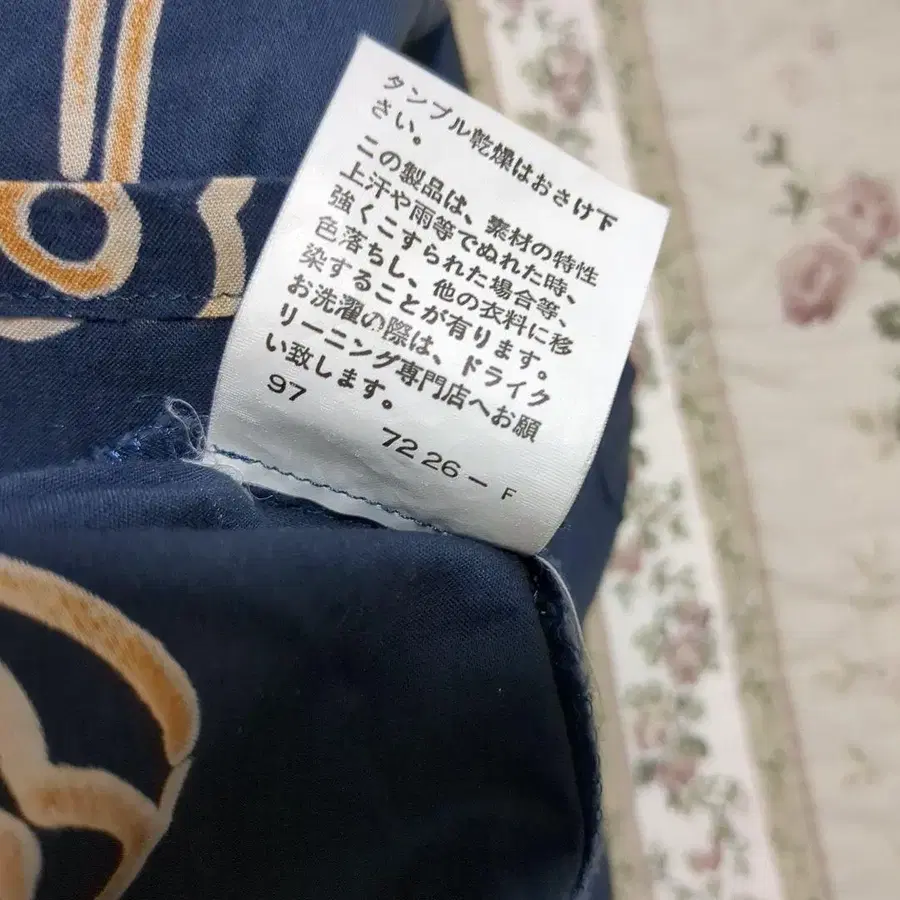 タンブル乾燥はおさけ下
さい。
この製品は、素材の特性
上汗や雨等でぬれた時、
強くこすられた場合等、
色落ちし、他の衣料に移
染することが有ります。
お洗濯の際は、ドライク
リーニング専門店へお願
い致します。
97
7226-F